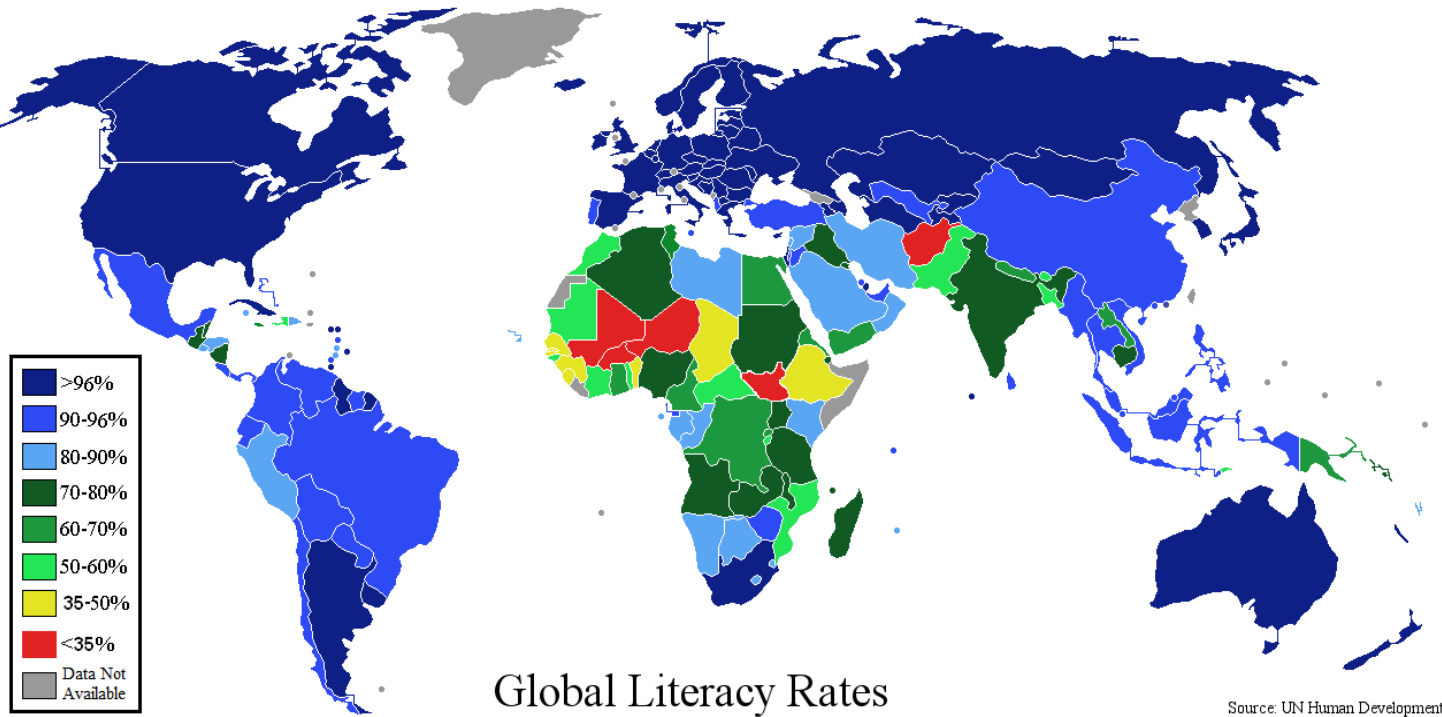 >96%
90-96%
80-90%
70-80%
60-70%
50-60%
35-50%
<35%
Data Not
Available
Global Literacy Rates
Source: UN Human Development